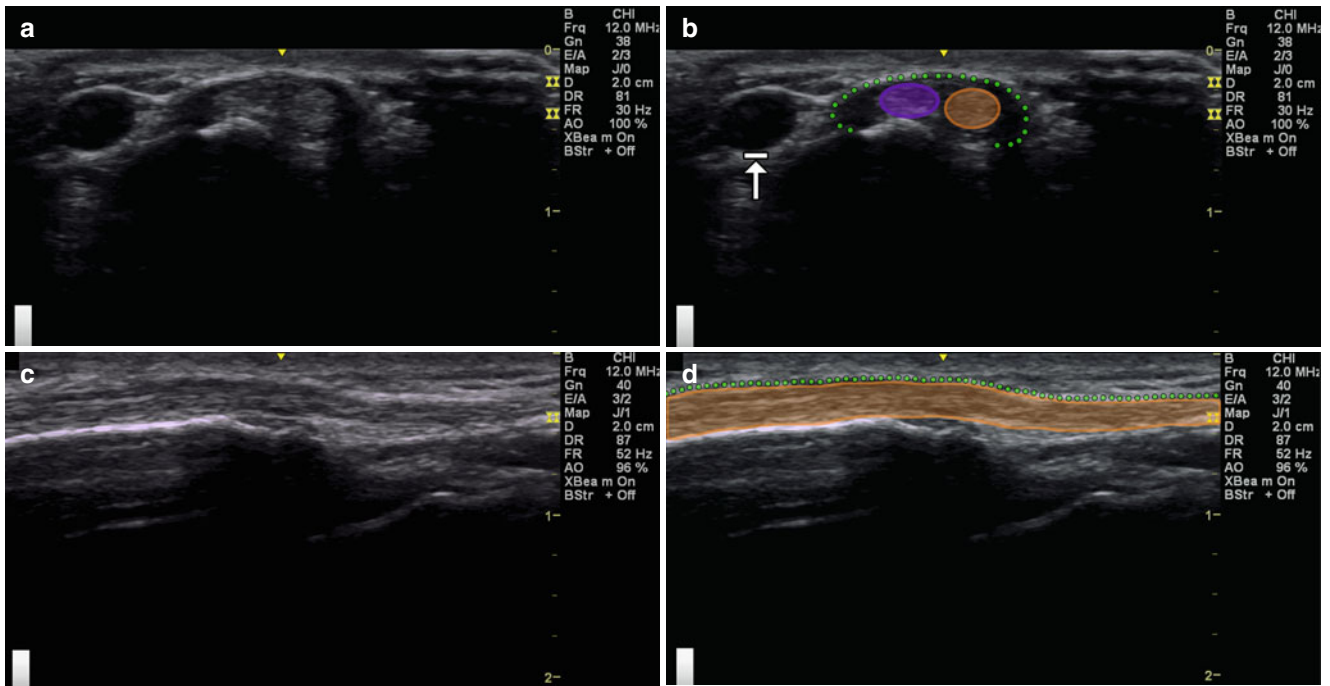 a
B CHI
Frq 12.0 MHz
Gn 38
E/A 2/3
Map J/0
D 2.0 cm
DR 81
FR 30 Hz
AO 100 %
XBea m On
BStr + Off
0
1
b
B CHI
Frq 12.0 MHz
Gn 38
E/A 2/3
Map J/0
D 2.0 cm
DR 81
FR 30 Hz
AO 100 %
XBea m On
BStr + Off
0
1
c
B CHI
Frq 12.0 MHz
Gn 40
E/A 3/2
Map J/1
D 2.0 cm
DR 87
FR 52 Hz
AO 96 %
XBea m On
BStr + Off
1
2
d
B CHI
Frq 12.0 MHz
Gn 40
E/A 3/2
Map J/1
D 2.0 cm
DR 87
FR 52 Hz
AO 96 %
XBea m On
BStr + Off
1
2